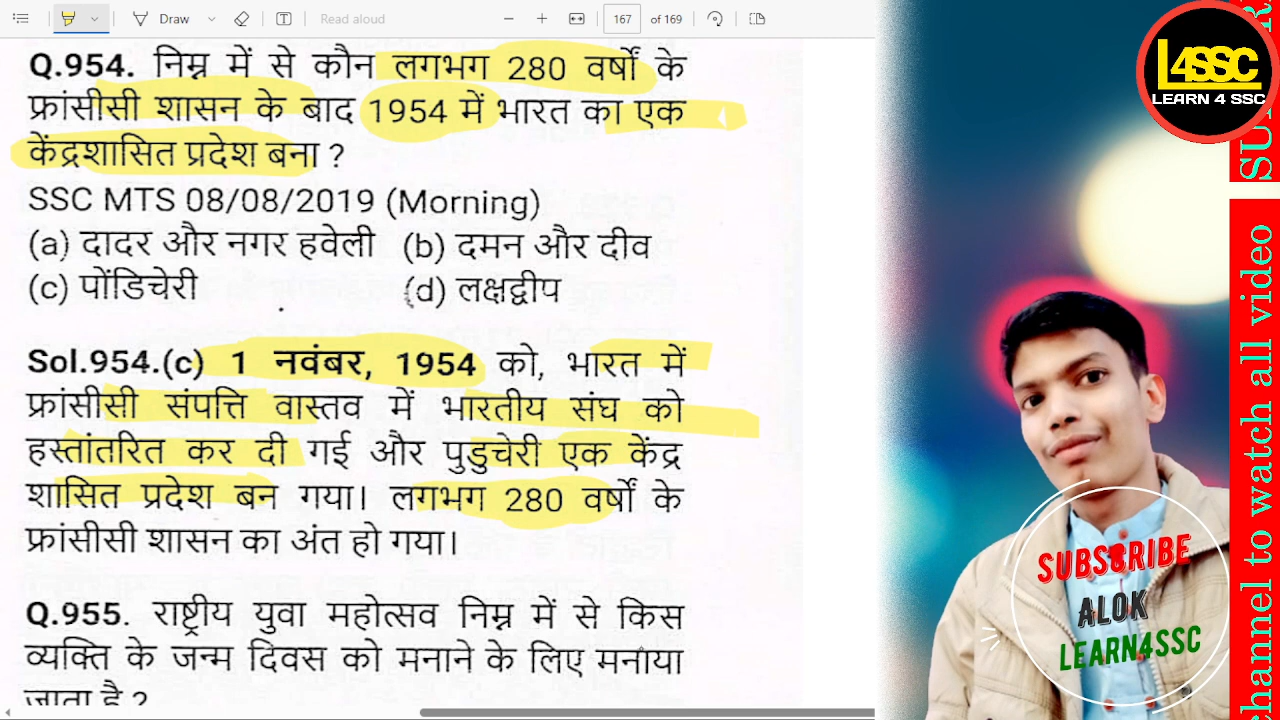 Draw
Read aloud
167 of 169
Q.954. निम्न में से कौन लगभग 280 वर्षों के
फ्रांसीसी शासन के बाद 1954 में भारत का एक
केंद्रशासित प्रदेश बना ?
SSC MTS 08/08/2019 (Morning)
(a) दादर और नगर हवेली (b) दमन और दीव
(c) पोंडिचेरी (d) लक्षद्वीप
Sol.954.(c) 1 नवंबर, 1954 को, भारत में
फ्रांसीसी संपत्ति वास्तव में भारतीय संघ को
हस्तांतरित कर दी गई और पुडुचेरी एक केंद्र
शासित प्रदेश बन गया। लगभग 280 वर्षों के
फ्रांसीसी शासन का अंत हो गया।
Q.955. राष्ट्रीय युवा महोत्सव निम्न में से किस
व्यक्ति के जन्म दिवस को मनाने के लिए मनाया
जाता है ?
L4SSC
LEARN 4 SSC
channel to watch all video
SUBSCRIBE
ALOK
LEARN4SSC